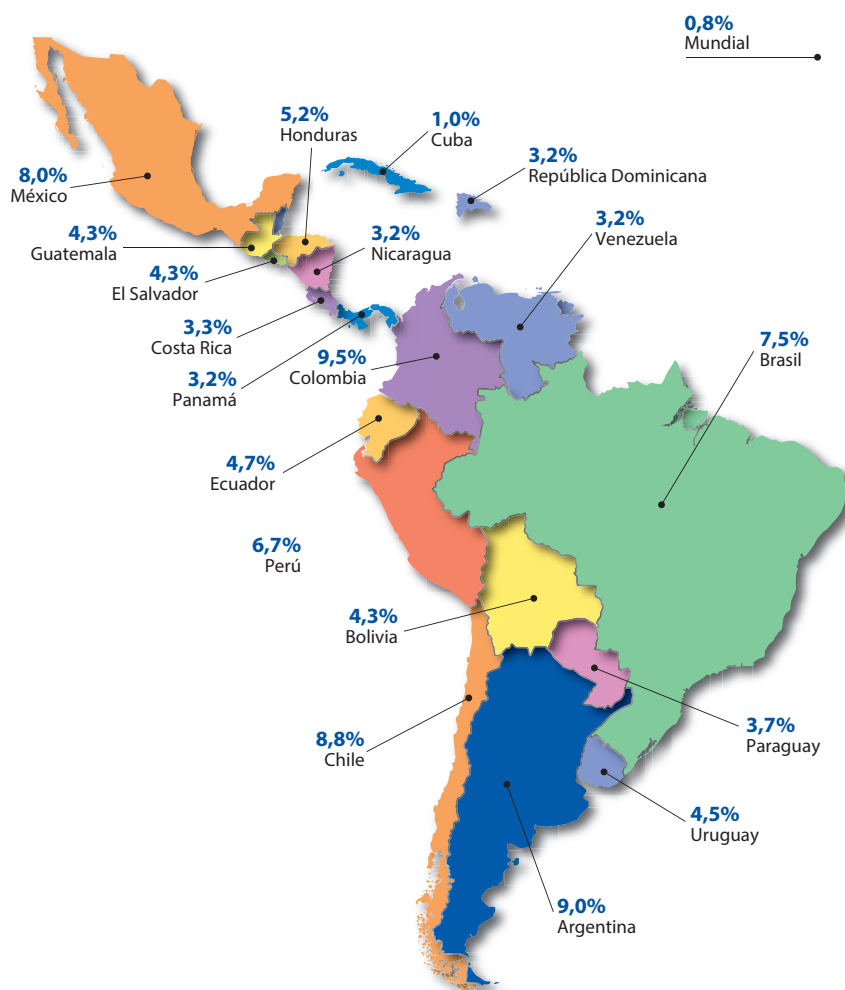 0,8%
Mundial
5,2%
Honduras
1,0%
Cuba
3,2%
República Dominicana
8,0%
México
4,3%
Guatemala
3,2%
Nicaragua
3,2%
Venezuela
4,3%
El Salvador
3,3%
Costa Rica
9,5%
Colombia
7,5%
Brasil
3,2%
Panamá
4,7%
Ecuador
6,7%
Perú
4,3%
Bolivia
8,8%
Chile
3,7%
Paraguay
4,5%
Uruguay
9,0%
Argentina